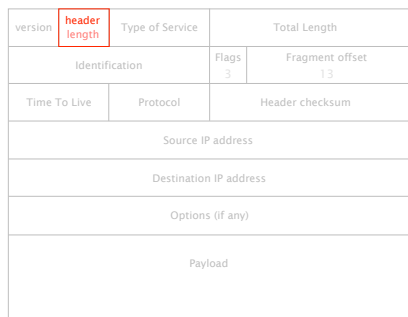 version header length Type of Service Total Length
Identification Flags 3 Fragment offset 13
Time To Live Protocol Header checksum
Source IP address
Destination IP address
Options (if any)
Payload